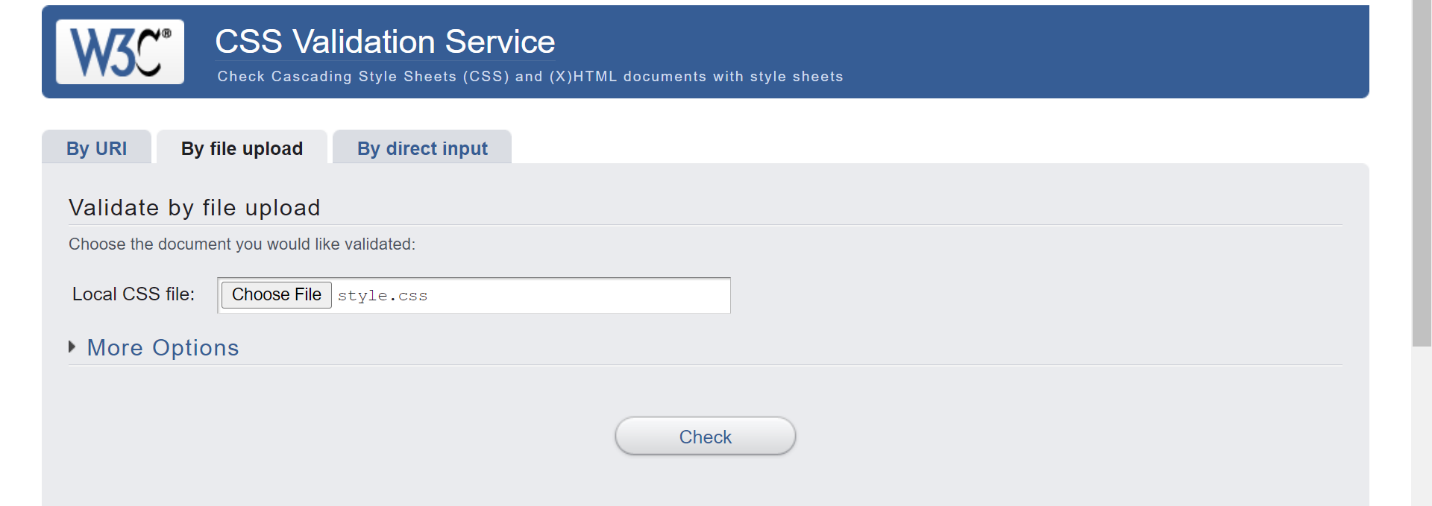 W3C®
CSS Validation Service
Check Cascading Style Sheets (CSS) and (X)HTML documents with style sheets
By URI By file upload By direct input
Validate by file upload
Choose the document you would like validated:
Local CSS file: Choose File style.css
More Options
Check